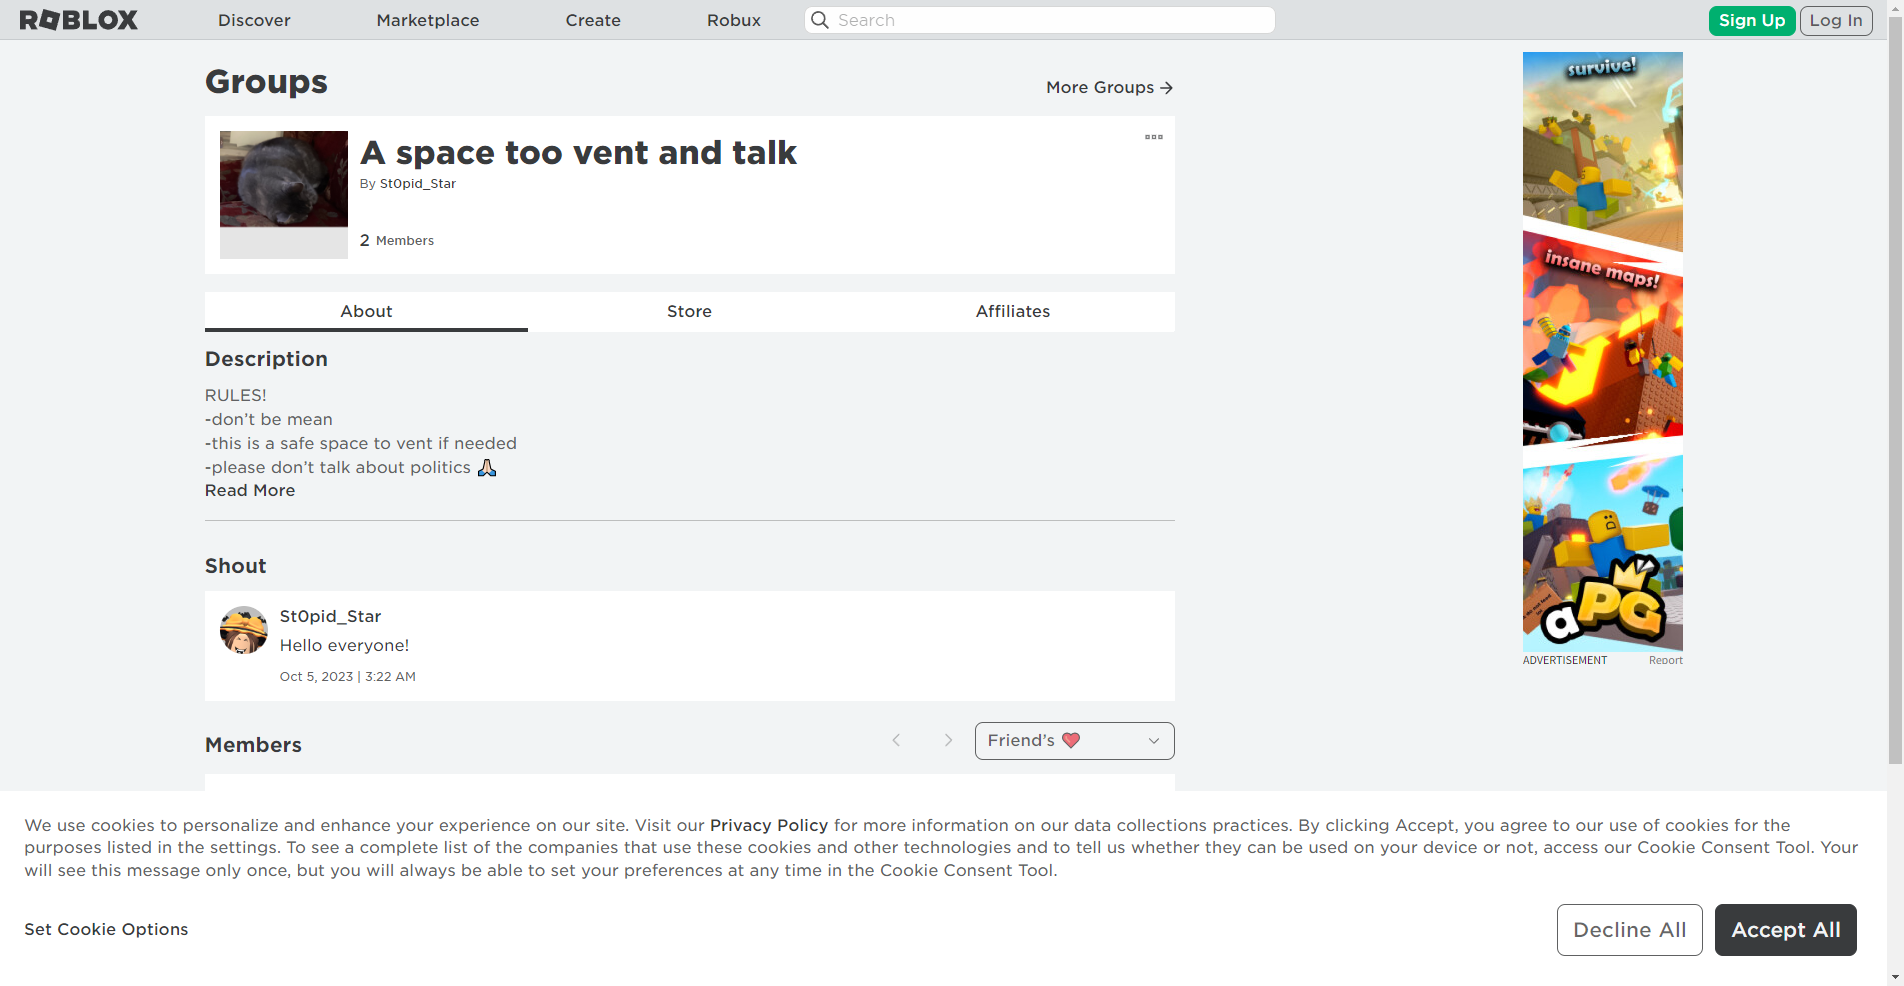 ROBLOX
Discover
Marketplace
Create
Robux
Search
Sign Up
Log In
Groups
More Groups
A space too vent and talk
By St0pid_Star
2 Members
About
Store
Affiliates
Description
RULES!
-don’t be mean
-this is a safe space to vent if needed
-please don’t talk about politics 🙏🏻
Read More
Shout
St0pid_Star
Hello everyone!
Oct 5, 2023 | 3:22 AM
Members
Friend’s ❤️
survive!
insane maps!
aPG
ADVERTISEMENT
Report
We use cookies to personalize and enhance your experience on our site. Visit our Privacy Policy for more information on our data collections practices. By clicking Accept, you agree to our use of cookies for the
purposes listed in the settings. To see a complete list of the companies that use these cookies and other technologies and to tell us whether they can be used on your device or not, access our Cookie Consent Tool. Your
will see this message only once, but you will always be able to set your preferences at any time in the Cookie Consent Tool.
Set Cookie Options
Decline All
Accept All